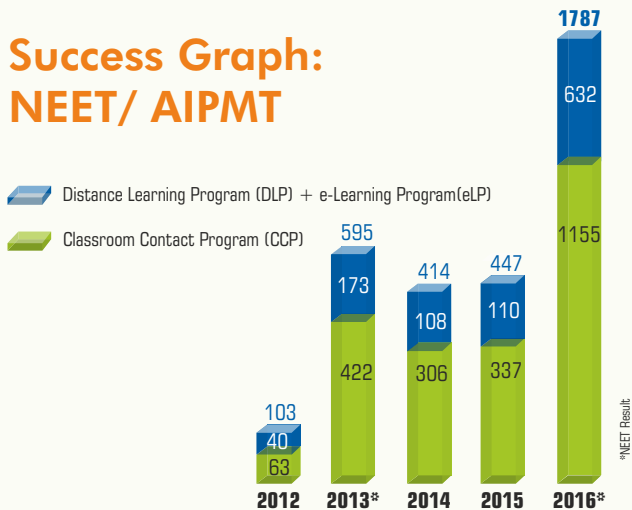 1787
Success Graph:
NEET/ AIPMT
632
Distance Learning Program (DLP) + e-Learning Program(eLP)
Classroom Contact Program (CCP)
1155
595
173
422
414
108
306
447
110
337
103
40
63
*NEET Result
2012 2013* 2014 2015 2016*